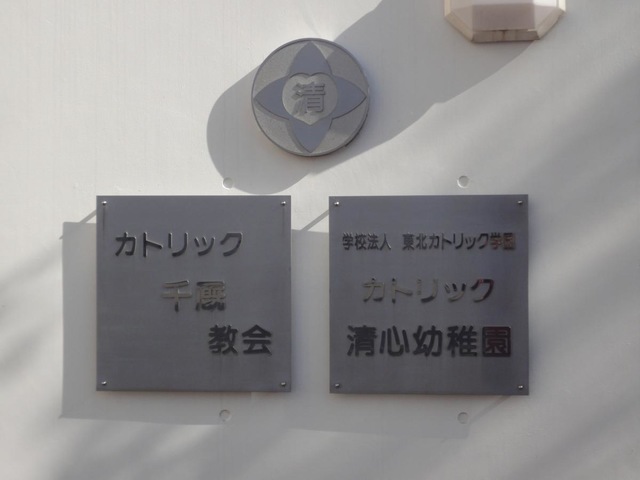 清
カトリック
千厩
教会
学校法人 東北カトリック学園
カトリック
清心幼稚園